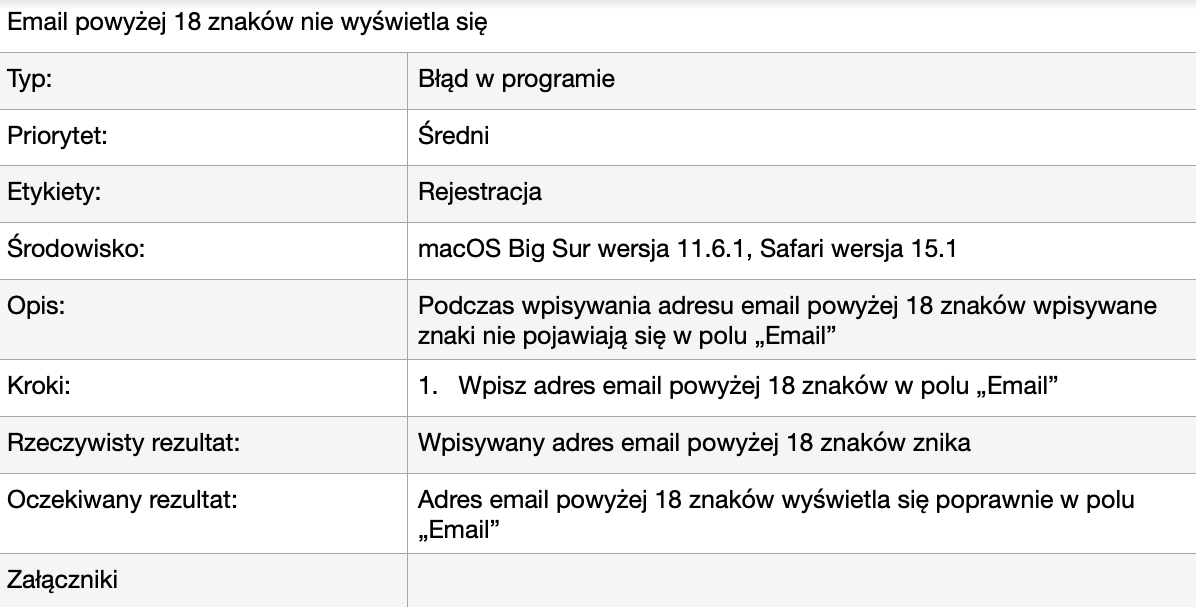 Email powyżej 18 znaków nie wyświetla się
Typ: Błąd w programie
Priorytet: Średni
Etykiety: Rejestracja
Środowisko: macOS Big Sur wersja 11.6.1, Safari wersja 15.1
Opis: Podczas wpisywania adresu email powyżej 18 znaków wpisywane
znaki nie pojawiają się w polu „Email”
Kroki: 1. Wpisz adres email powyżej 18 znaków w polu „Email”
Rzeczywisty rezultat: Wpisywany adres email powyżej 18 znaków znika
Oczekiwany rezultat: Adres email powyżej 18 znaków wyświetla się poprawnie w polu
„Email”
Załączniki